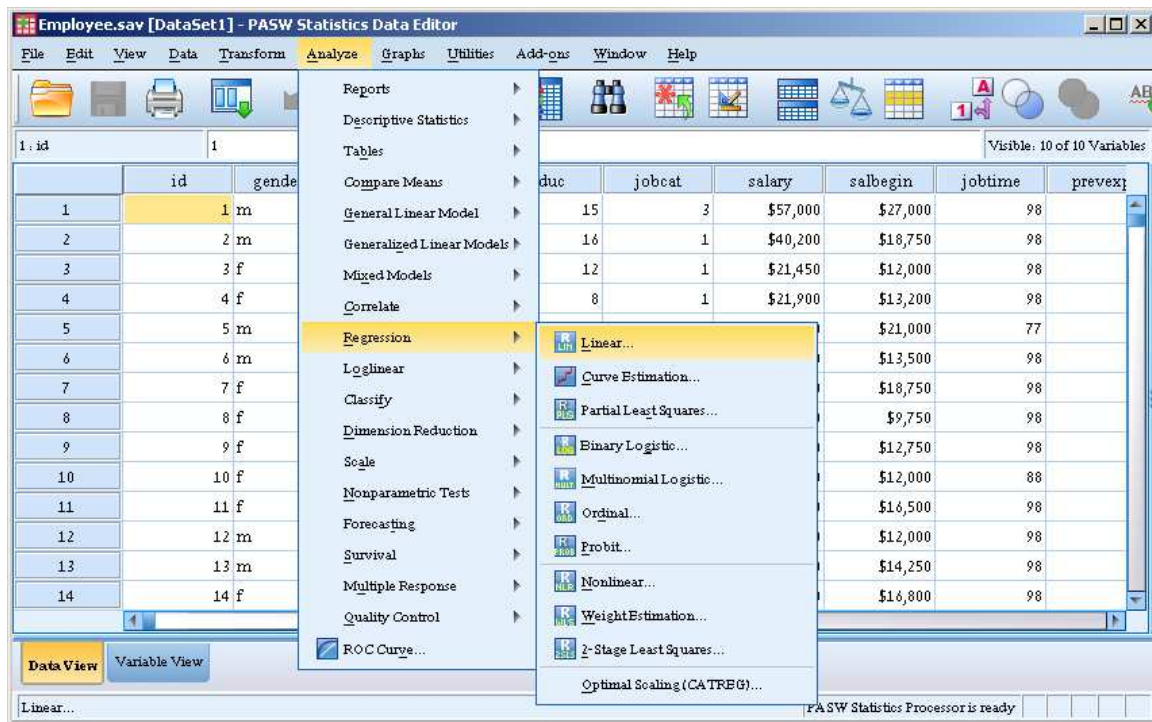 Employee.sav [DataSet1] - PASW Statistics Data Editor
File Edit View Data Transform Analyze Graphs Utilities Add-ons Window Help
1 : id 1 Visible: 10 of 10 Variables
id gende duc jobcat salary salbegin jobtime prevexp
1 1 m 15 3 $57,000 $27,000 98
2 2 m 16 1 $40,200 $18,750 98
3 3 f 12 1 $21,450 $12,000 98
4 4 f 8 1 $21,900 $13,200 98
5 5 m $21,000 77
6 6 m $13,500 98
7 7 f $18,750 98
8 8 f $9,750 98
9 9 f $12,750 98
10 10 f $12,000 88
11 11 f $16,500 98
12 12 m $12,000 98
13 13 m $14,250 98
14 14 f $16,800 98
Reports
Descriptive Statistics
Tables
Compare Means
General Linear Model
Generalized Linear Models
Mixed Models
Correlate
Regression
Loglinear
Classify
Dimension Reduction
Scale
Nonparametric Tests
Forecasting
Survival
Multiple Response
Quality Control
ROC Curve...
Linear...
Curve Estimation...
Partial Least Squares...
Binary Logistic...
Multinomial Logistic...
Ordinal...
Probit...
Nonlinear...
Weight Estimation...
2-Stage Least Squares...
Optimal Scaling (CATREG)...
Data View Variable View
Linear... PASW Statistics Processor is ready